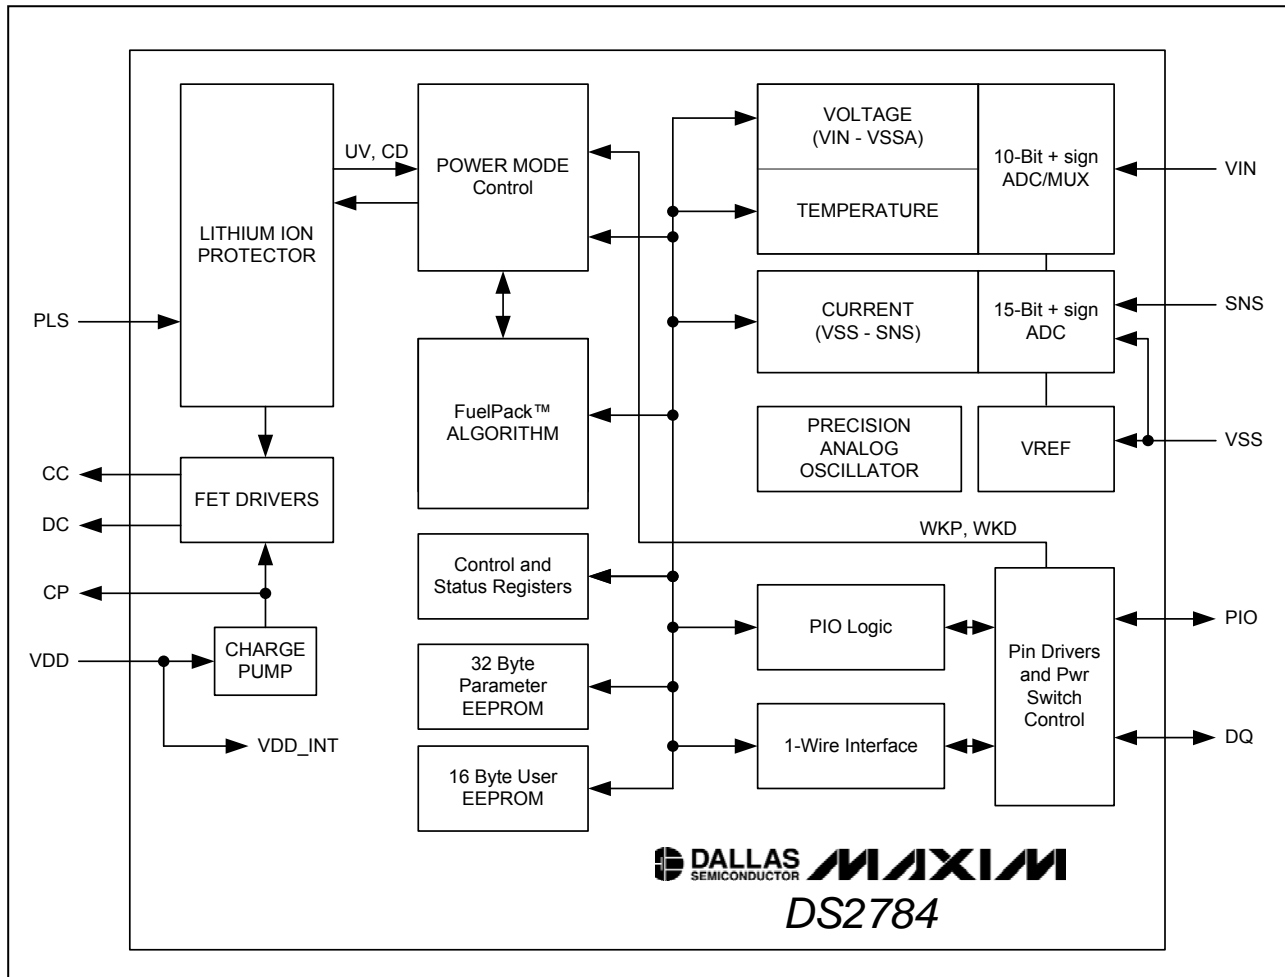 UV, CD
LITHIUM ION
PROTECTOR
POWER MODE
Control
VOLTAGE
(VIN - VSSA)
TEMPERATURE
10-Bit + sign
ADC/MUX
VIN
PLS
CURRENT
(VSS - SNS)
15-Bit + sign
ADC
SNS
FuelPack™
ALGORITHM
PRECISION
ANALOG
OSCILLATOR
VREF
VSS
CC
DC
FET DRIVERS
CP
VDD
CHARGE
PUMP
VDD_INT
Control and
Status Registers
32 Byte
Parameter
EEPROM
16 Byte User
EEPROM
WKP, WKD
PIO Logic
1-Wire Interface
Pin Drivers
and Pwr
Switch
Control
PIO
DQ
DALLAS
SEMICONDUCTOR
MAXIM
DS2784